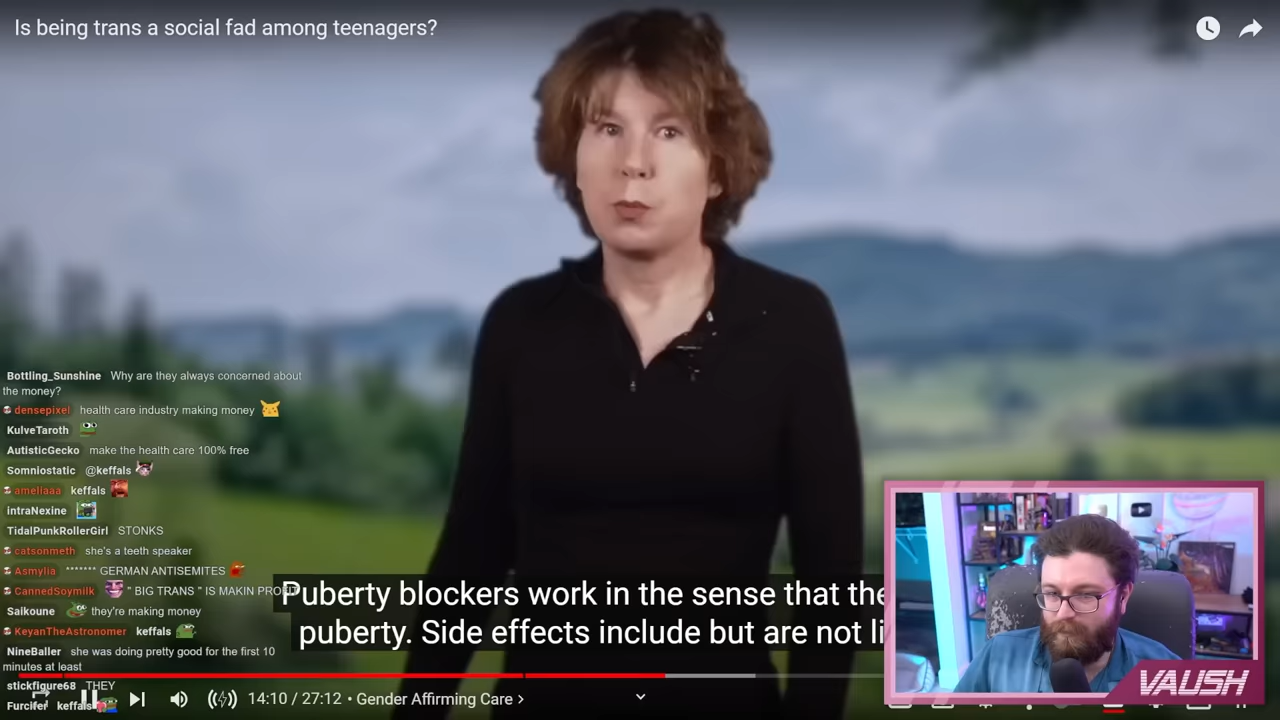 Is being trans a social fad among teenagers?
Bottling_Sunshine Why are they always concerned about
the money?
densepixel health care industry making money
KulveTaroth
AutisticGecko make the health care 100% free
Somniostatic @keffals
ameliaaa keffals
intraNexine
TidalPunkRollerGirl STONKS
catsonmeth she's a teeth speaker
Asmylia ******* GERMAN ANTISEMITES
CannedSoymilk " BIG TRANS " IS MAKIN
Saikoune they're making money
KeyanTheAstronomer keffals
NineBaller she was doing pretty good for the first 10
minutes at least
stickfigure68 THEY
Furcifer keffals
Puberty blockers work in the sense that the
puberty. Side effects include but are not li
14:10 / 27:12 • Gender Affirming Care >
VAUSH